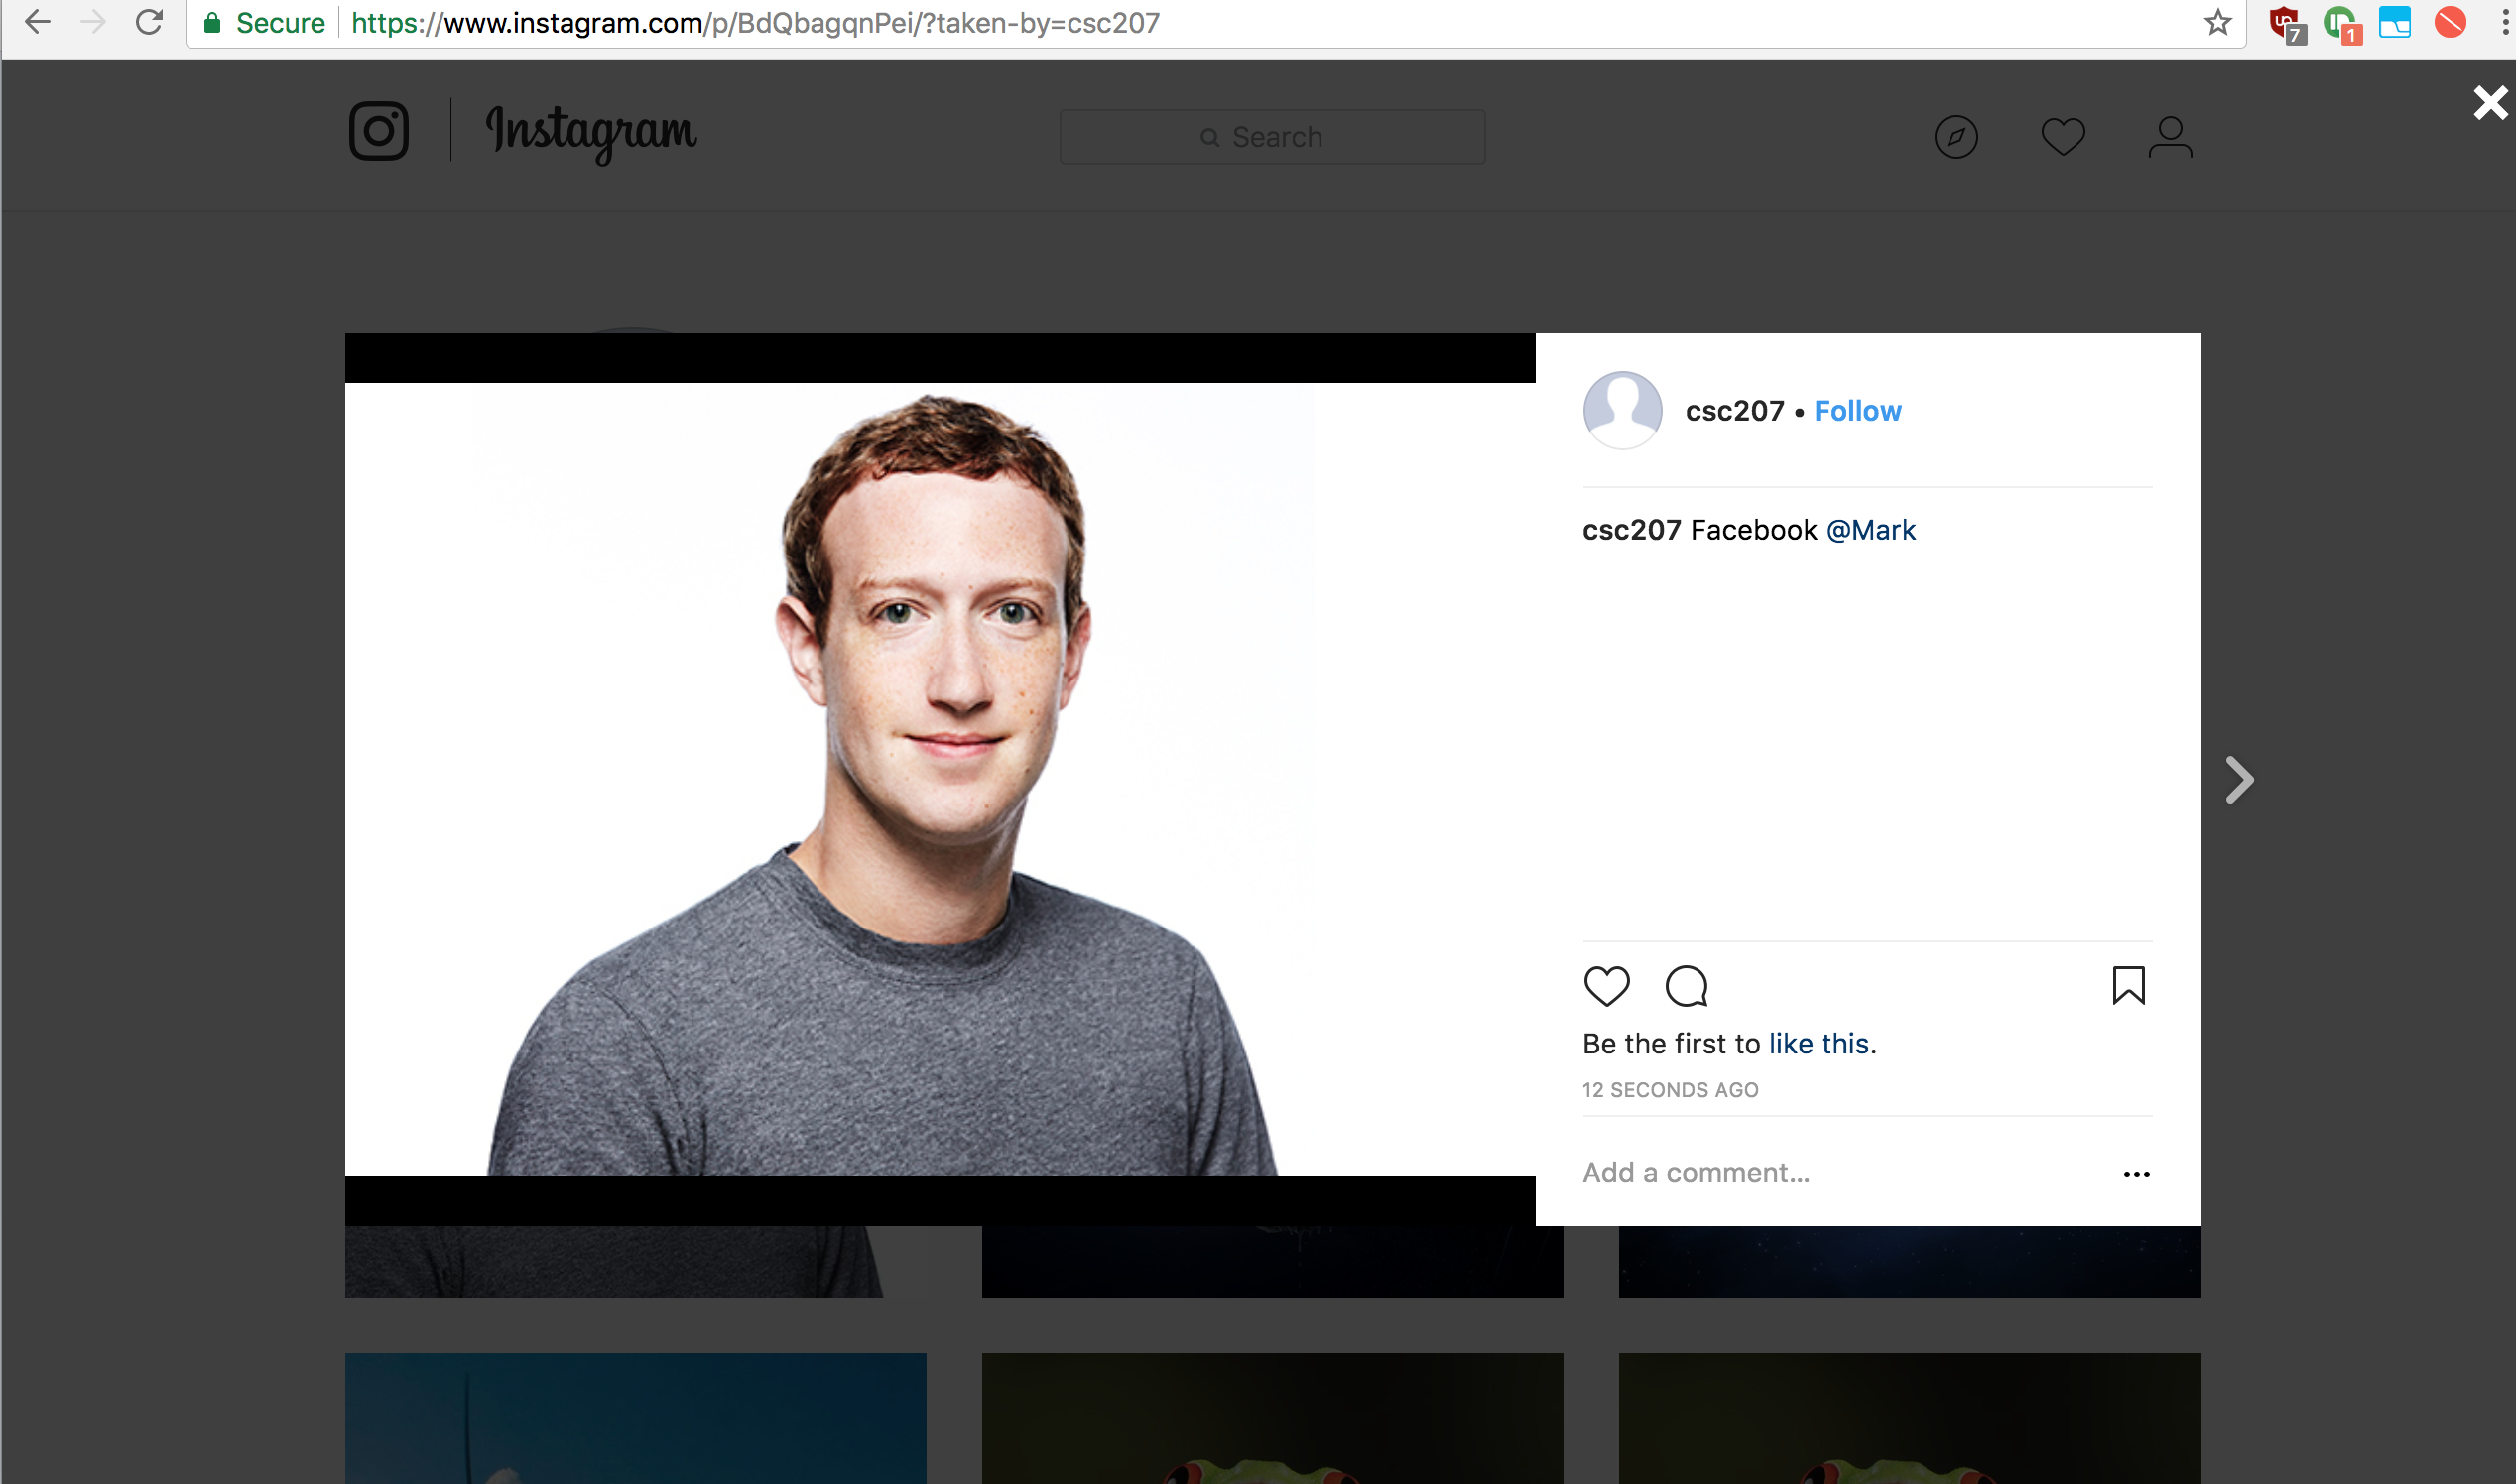 Secure https://www.instagram.com/p/BdQbagqnPei/?taken-by=csc207
7
1
Instagram
Search
csc207 • Follow
csc207 Facebook @Mark
Be the first to like this.
12 SECONDS AGO
Add a comment...